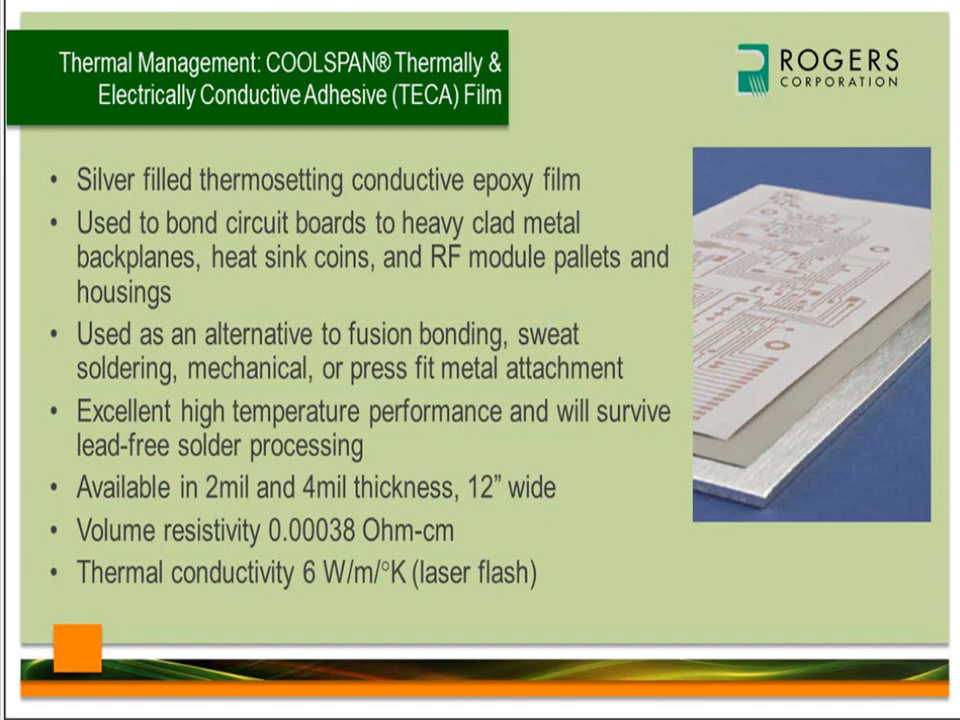 Thermal Management: COOLSPAN® Thermally &
Electrically Conductive Adhesive (TECA) Film
ROGERS
CORPORATION
• Silver filled thermosetting conductive epoxy film
• Used to bond circuit boards to heavy clad metal
backplanes, heat sink coins, and RF module pallets and
housings
• Used as an alternative to fusion bonding, sweat
soldering, mechanical, or press fit metal attachment
• Excellent high temperature performance and will survive
lead-free solder processing
• Available in 2mil and 4mil thickness, 12” wide
• Volume resistivity 0.00038 Ohm-cm
• Thermal conductivity 6 W/m/°K (laser flash)